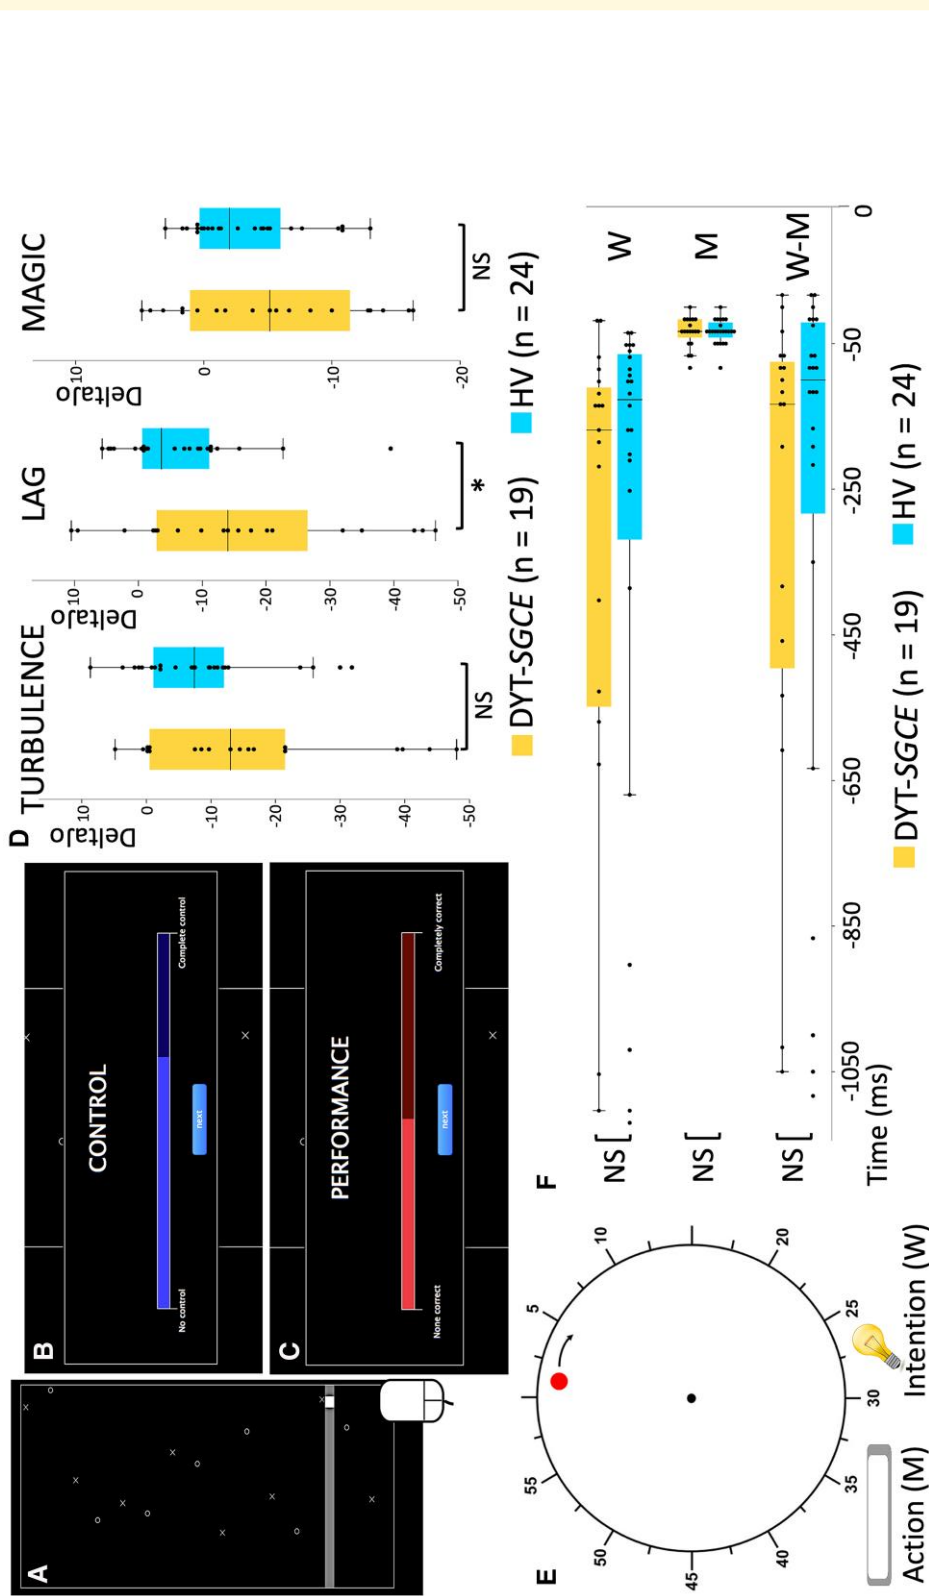 A
B
CONTROL
No control
Complete control
next
C
PERFORMANCE
None correct
Completely correct
next
D
TURBULENCE
LAG
MAGIC
DeltaJo
10
0
-10
-20
-30
-40
-50
NS
DeltaJo
10
0
-10
-20
-30
-40
-50
*
DeltaJo
10
0
-10
-20
NS
DYT-SGCE (n = 19)
HV (n = 24)
E
5
10
20
25
30
35
40
45
50
55
Action (M)
Intention (W)
F
NS [
W
NS [
M
NS [
W-M
-1050
-850
-650
-450
-250
-50
0
Time (ms)
DYT-SGCE (n = 19)
HV (n = 24)